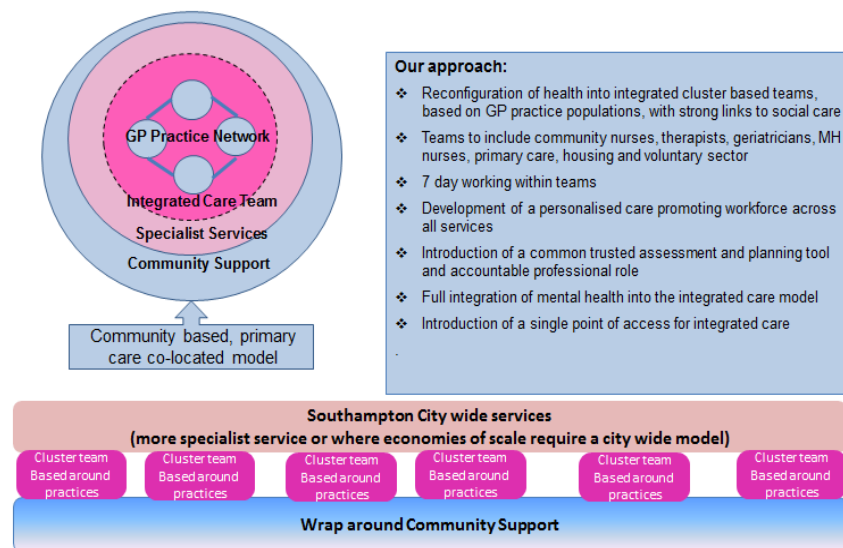 GP Practice Network
Integrated Care Team
Specialist Services
Community Support
Community based, primary
care co-located model
Our approach:
❖ Reconfiguration of health into integrated cluster based teams,
based on GP practice populations, with strong links to social care
❖ Teams to include community nurses, therapists, geriatricians, MH
nurses, primary care, housing and voluntary sector
❖ 7 day working within teams
❖ Development of a personalised care promoting workforce across
all services
❖ Introduction of a common trusted assessment and planning tool
and accountable professional role
❖ Full integration of mental health into the integrated care model
❖ Introduction of a single point of access for integrated care
.
Southampton City wide services
(more specialist service or where economies of scale require a city wide model)
Cluster team
Based around
practices
Cluster team
Based around
practices
Cluster team
Based around
practices
Cluster team
Based around
practices
Cluster team
Based around
practices
Cluster team
Based around
practices
Wrap around Community Support